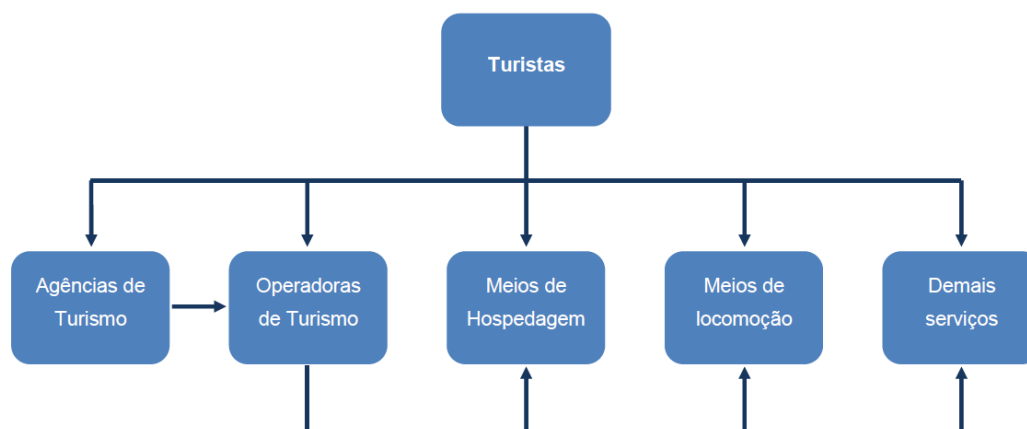 Turistas
Agências de
Turismo
Operadoras
de Turismo
Meios de
Hospedagem
Meios de
locomoção
Demais
serviços